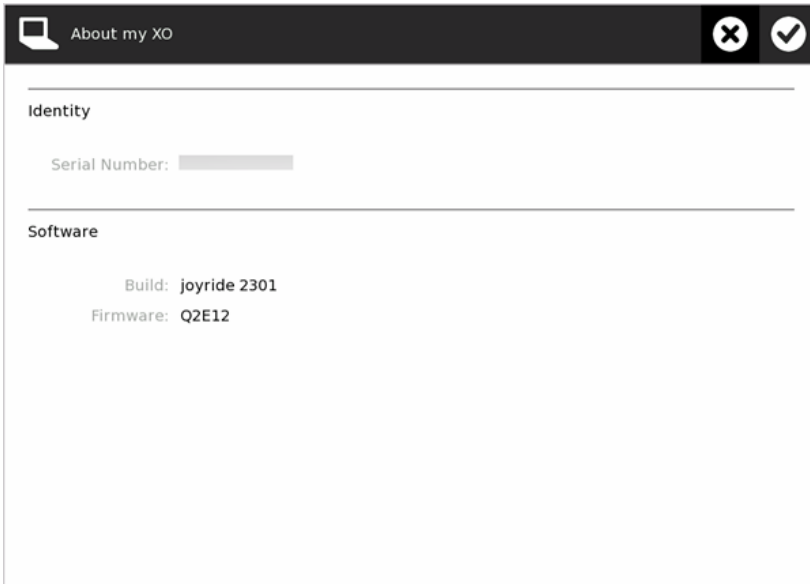 About my XO
Identity
Serial Number:
Software
Build: joyride 2301
Firmware: Q2E12